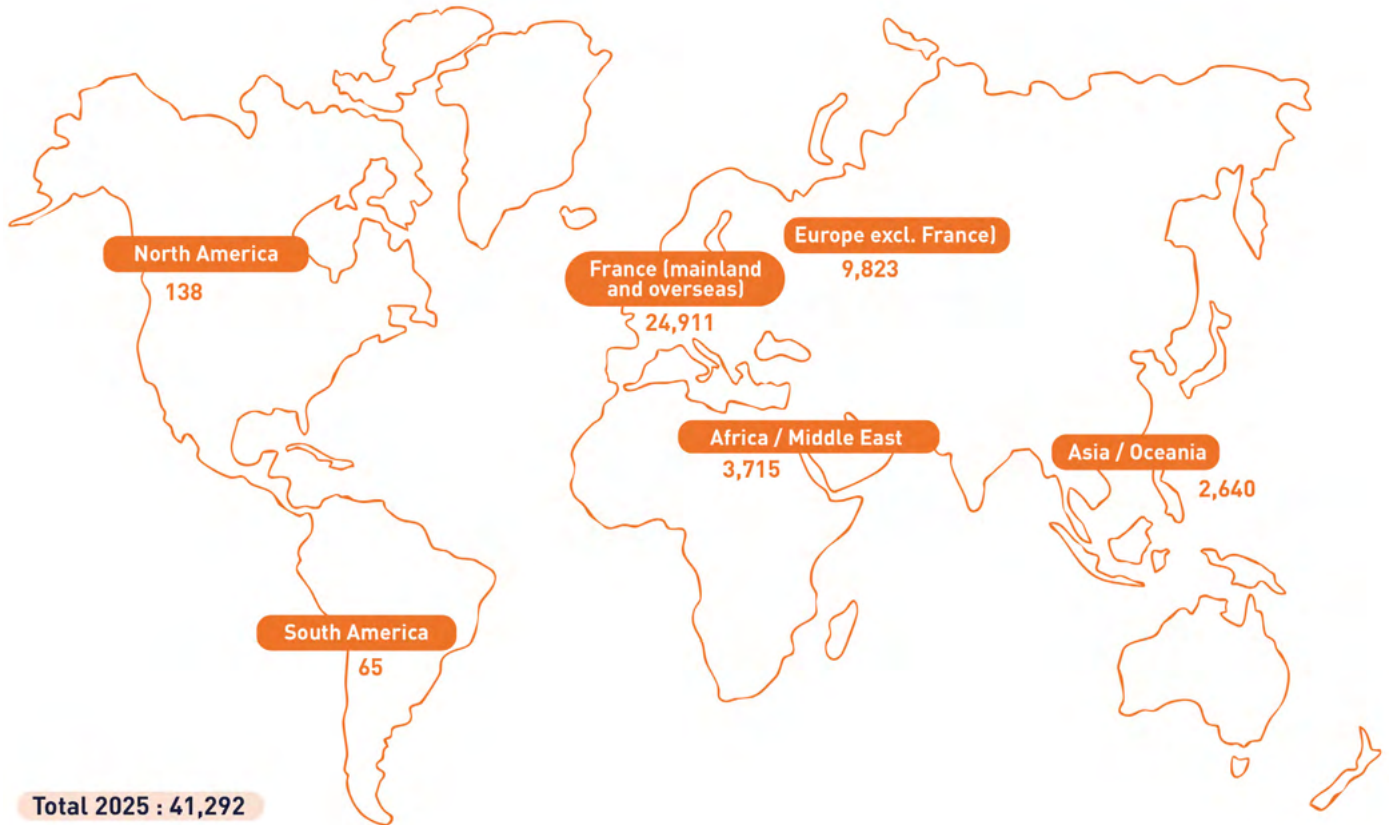 North America
138
Europe excl. France)
9,823
France (mainland
and overseas)
24,911
Africa / Middle East
3,715
Asia / Oceania
2,640
South America
65
Total 2025 : 41,292